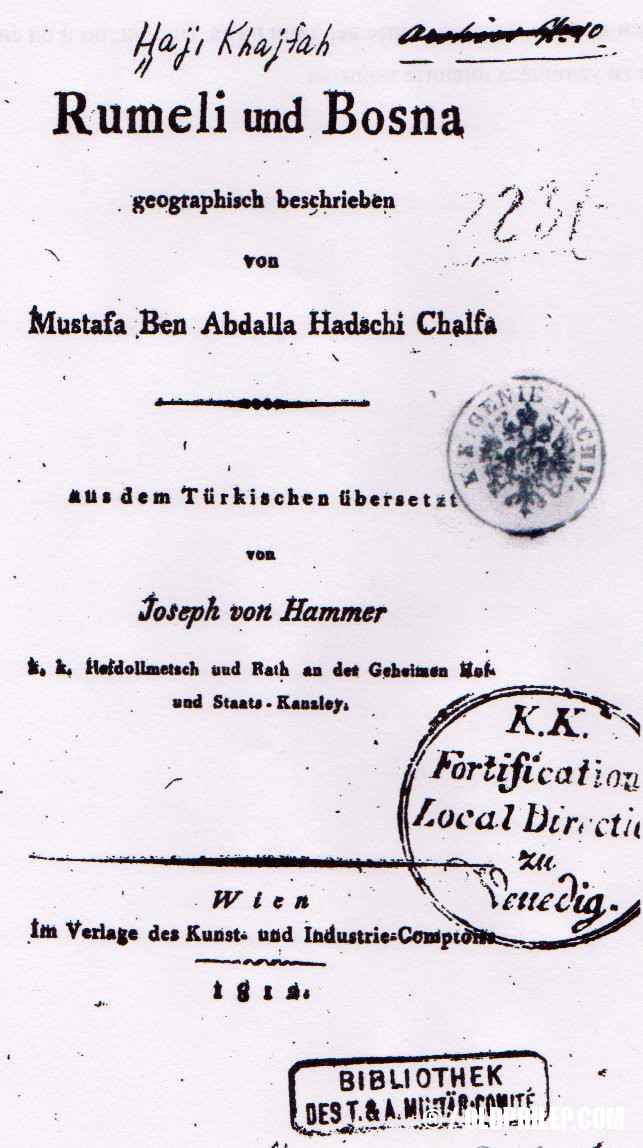 Haji Khalfah
Rumeli und Bosna
geographisch beschrieben
von
Mustafa Ben Abdalla Hadschi Chalfa
K. K. GENIE ARCHIV.
aus dem Türkischen übersetzt
von
Joseph von Hammer
k. k. Hofdollmetsch und Rath an der Geheimen Hof-
und Staats-Kanzley.
K.K.
Fortification
Local Directi
zu
Venedig.
Wien
Im Verlage des Kunst- und Industrie-Comptoirs
1812.
BIBLIOTHEK
DES T. & A. MILITÄR-COMITÉ
OLDPRILEP.COM